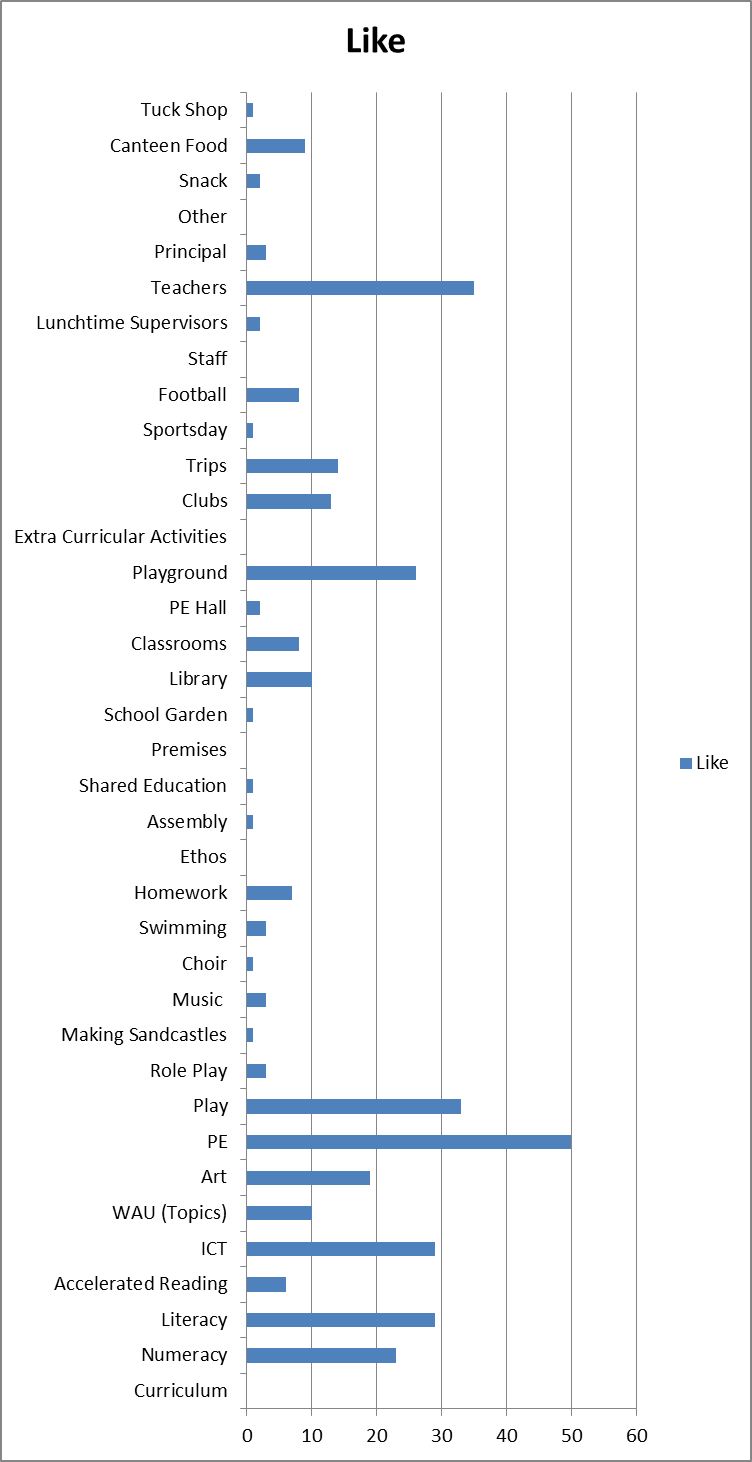 Like
Tuck Shop
Canteen Food
Snack
Other
Principal
Teachers
Lunchtime Supervisors
Staff
Football
Sportsday
Trips
Clubs
Extra Curricular Activities
Playground
PE Hall
Classrooms
Library
School Garden
Premises
Shared Education
Like
Assembly
Ethos
Homework
Swimming
Choir
Music
Making Sandcastles
Role Play
Play
PE
Art
WAU (Topics)
ICT
Accelerated Reading
Literacy
Numeracy
Curriculum
0 10 20 30 40 50 60